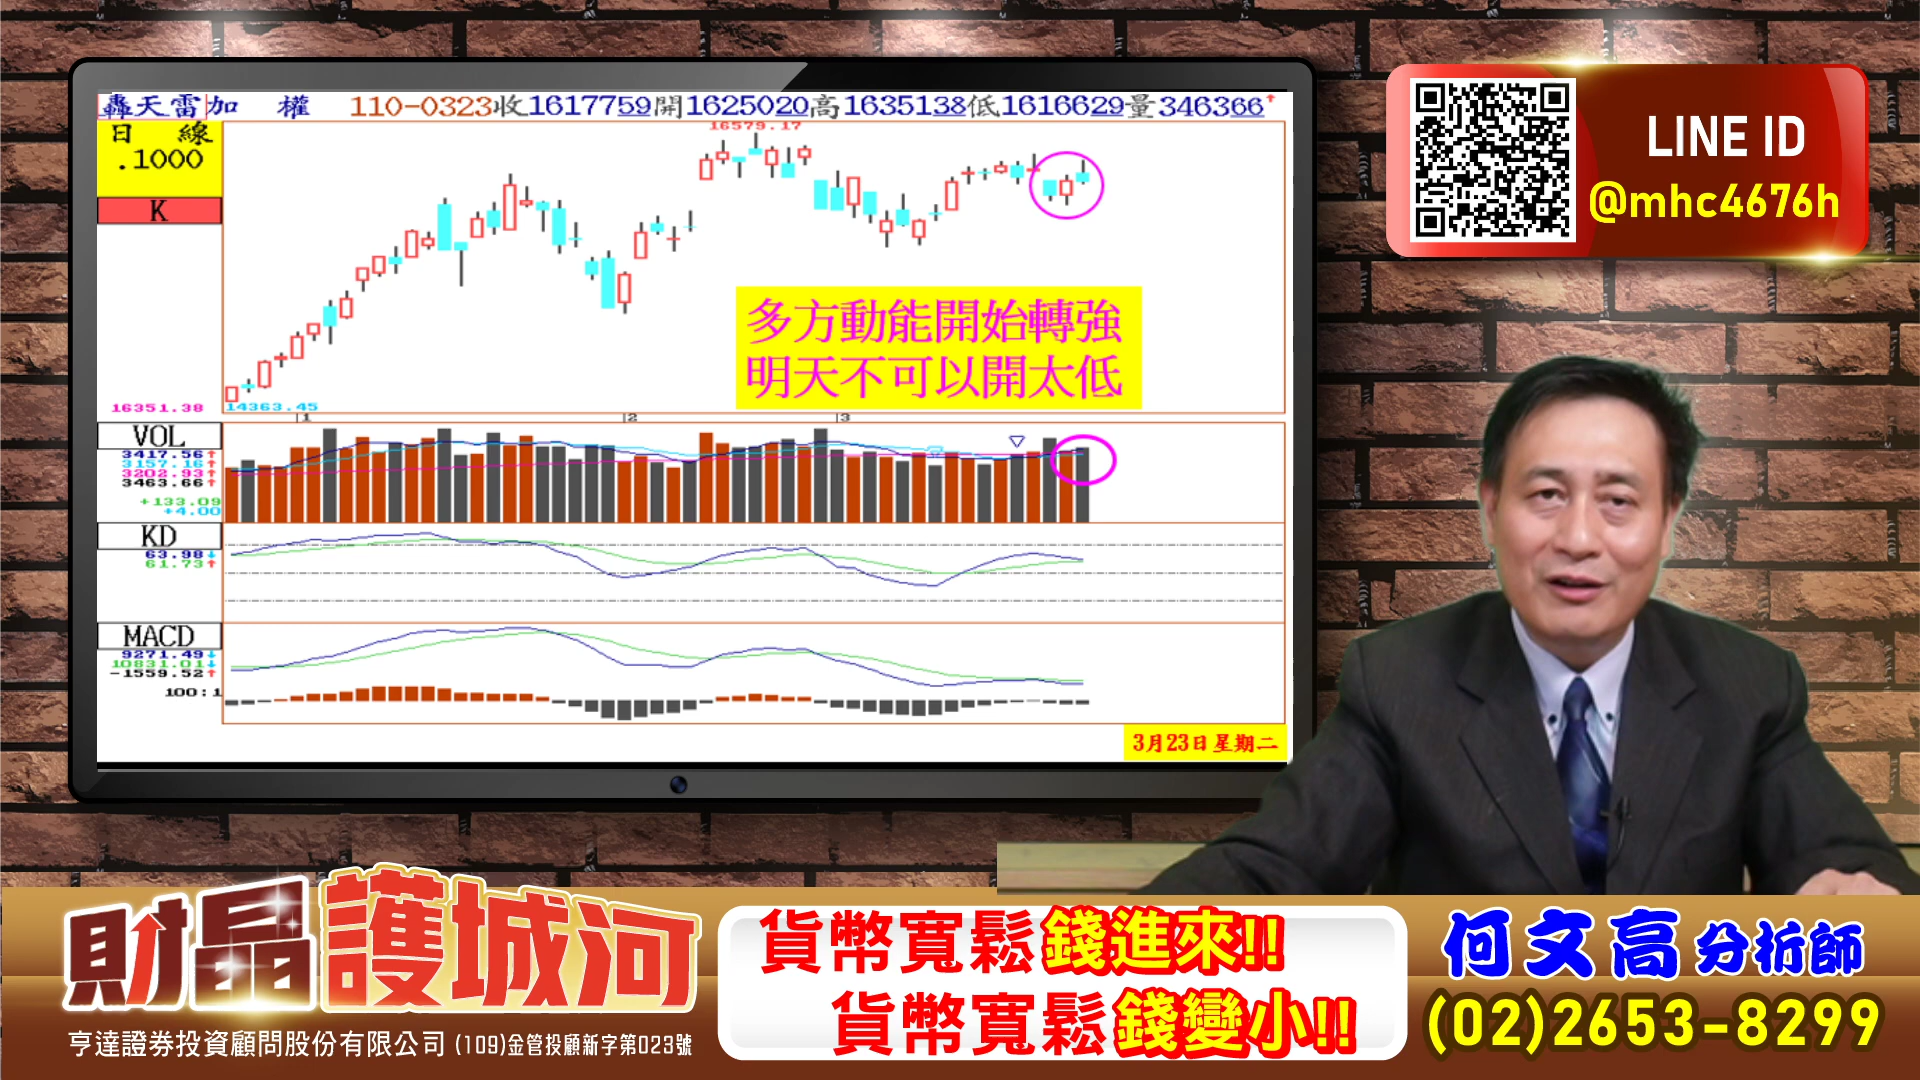 轟天雷加 權 110-0323收1617759開1625020高1635138低1616629量346366↑
日 線
.1000
K
16579.17
多方動能開始轉強
明天不可以開太低
16351.38
14363.45
1
2
3
VOL
3417.56↑
3157.16↑
3202.93↑
3463.66↑
+133.09
+4.00
KD
63.98↓
61.73↑
MACD
9271.49↓
10831.01↓
-1559.52↑
100:1
3月23日星期二
LINE ID
@mhc4676h
財晶護城河
亨達證券投資顧問股份有限公司 (109)金管投顧新字第023號
貨幣寬鬆錢進來!!
貨幣寬鬆錢變小!!
何文高分析師
(02)2653-8299